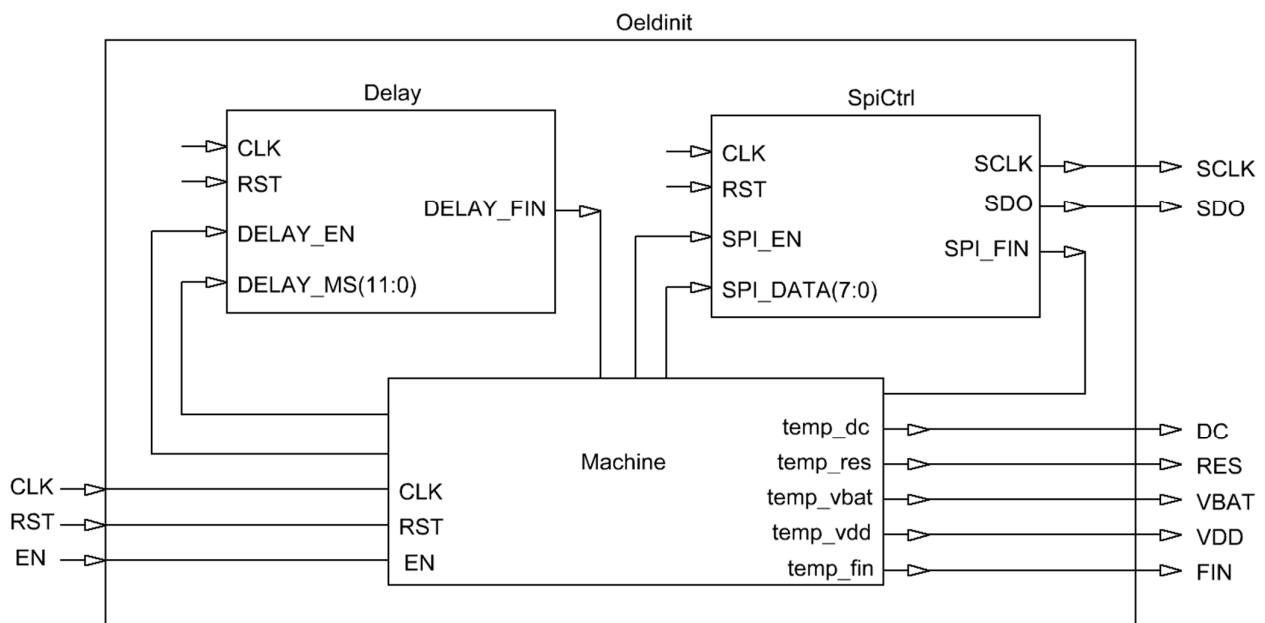 Oeldinit
Delay
SpiCtrl
CLK
RST
DELAY_EN
DELAY_MS(11:0)
DELAY_FIN
CLK
RST
SPI_EN
SPI_DATA(7:0)
SCLK
SDO
SPI_FIN
SCLK
SDO
Machine
CLK
RST
EN
CLK
RST
EN
temp_dc
temp_res
temp_vbat
temp_vdd
temp_fin
DC
RES
VBAT
VDD
FIN